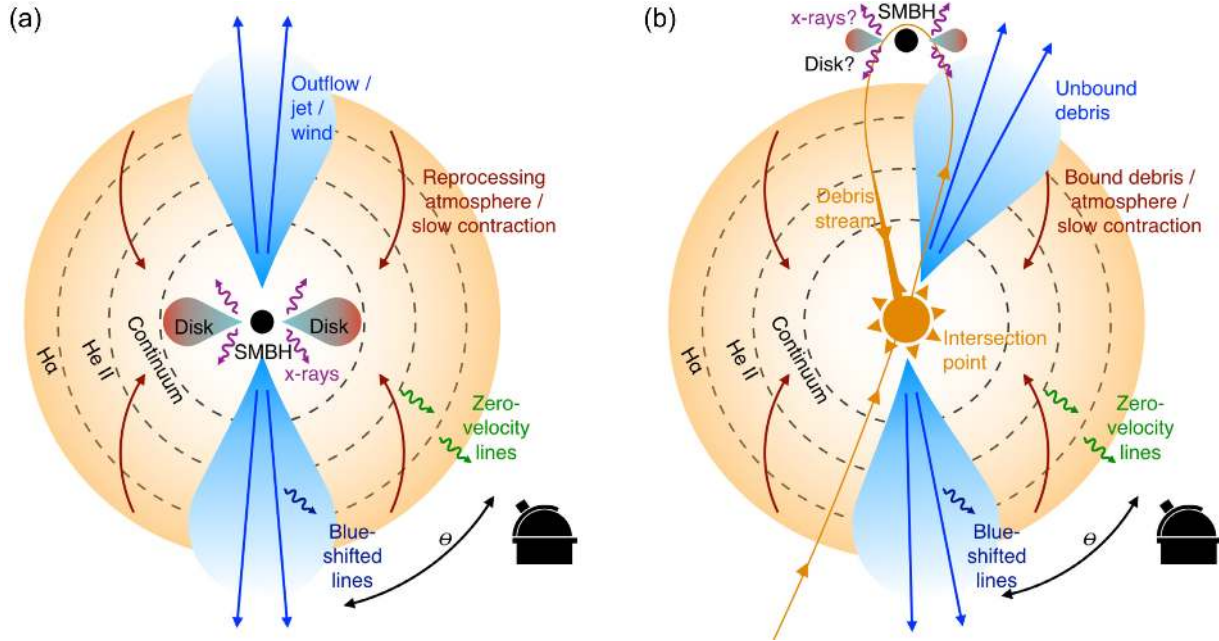 (a)
Outflow /
jet /
wind
Reprocessing
atmosphere /
slow contraction
Disk
Disk
SMBH
x-rays
Hα
He II
Continuum
Zero-
velocity
lines
Blue-
shifted
lines
θ
(b)
x-rays?
SMBH
Disk?
Unbound
debris
Debris
stream
Bound debris /
atmosphere /
slow contraction
Intersection
point
Hα
He II
Continuum
Zero-
velocity
lines
Blue-
shifted
lines
θ